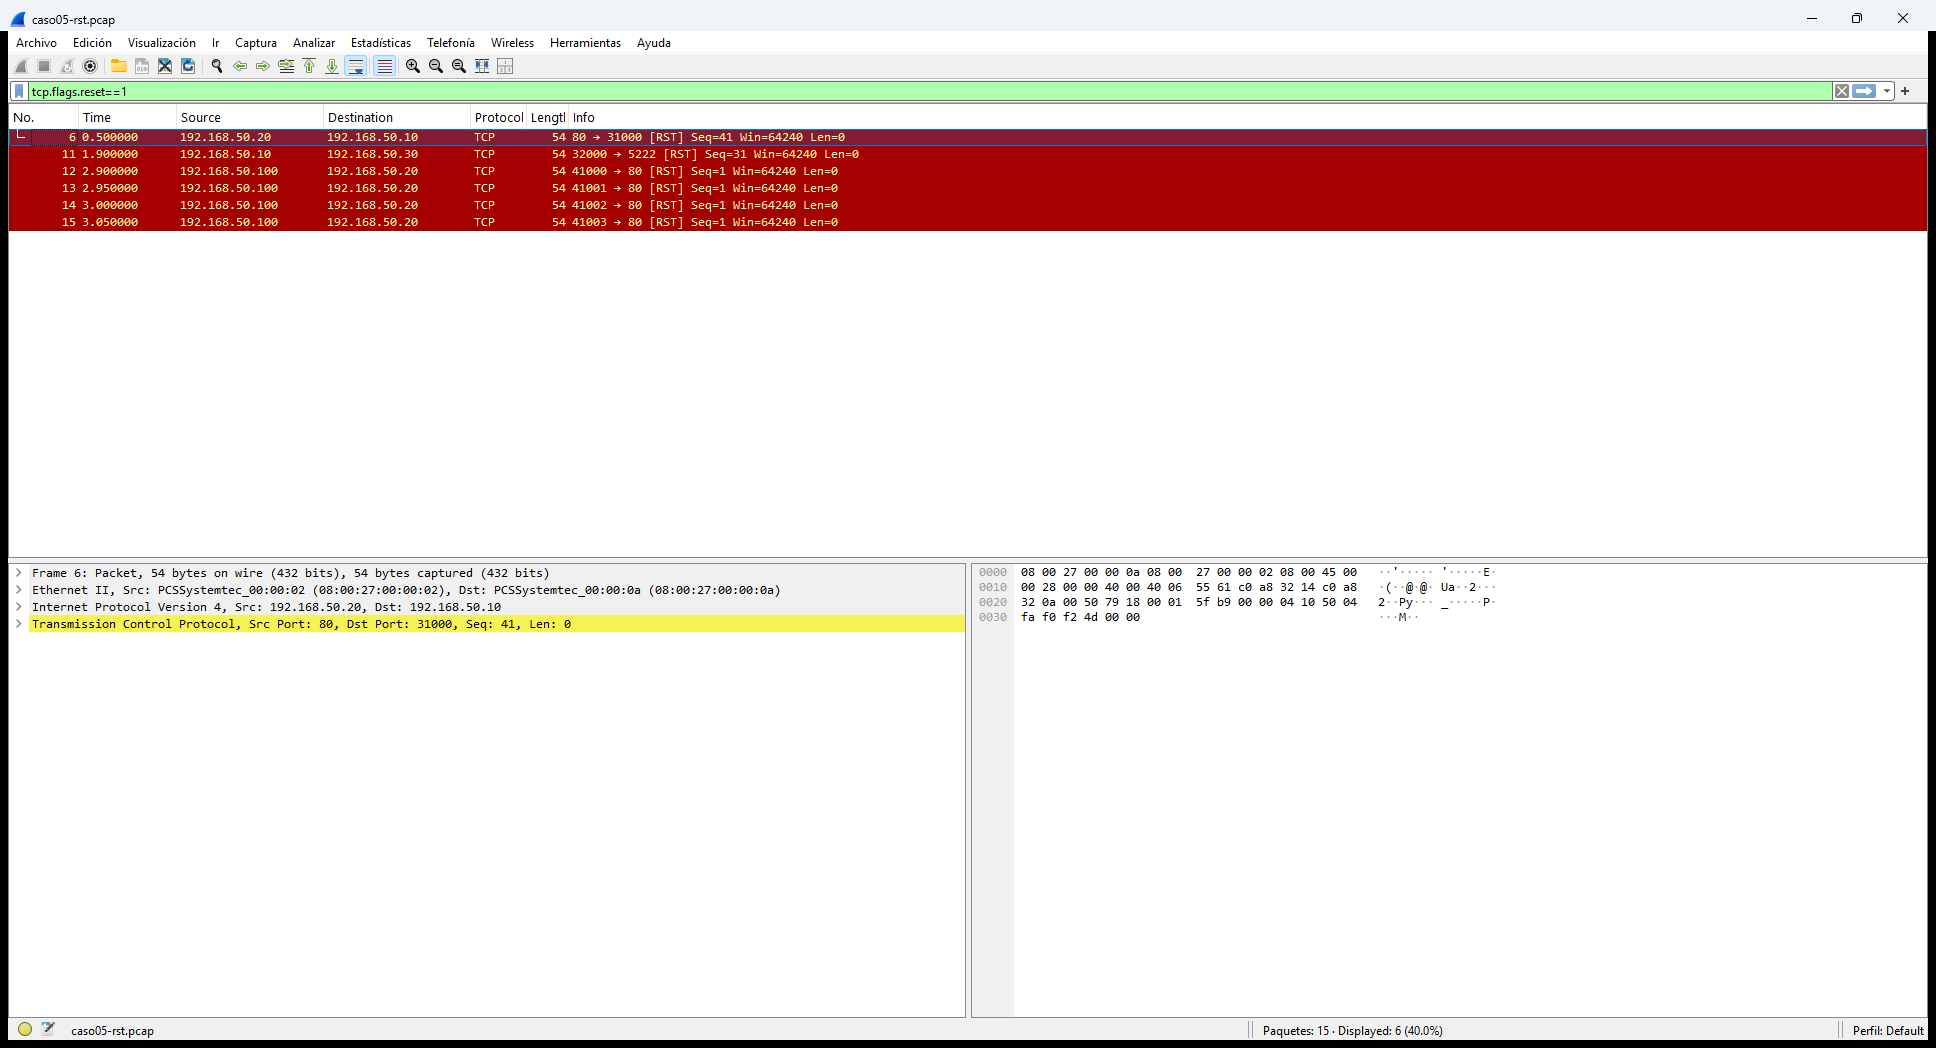 caso05-rst.pcap
Archivo Edición Visualización Ir Captura Analizar Estadísticas Telefonía Wireless Herramientas Ayuda
tcp.flags.reset==1
No. Time Source Destination Protocol Lengtl Info
6 0.500000 192.168.50.20 192.168.50.10 TCP 54 80 → 31000 [RST] Seq=41 Win=64240 Len=0
11 1.900000 192.168.50.10 192.168.50.30 TCP 54 32000 → 5222 [RST] Seq=31 Win=64240 Len=0
12 2.900000 192.168.50.100 192.168.50.20 TCP 54 41000 → 80 [RST] Seq=1 Win=64240 Len=0
13 2.950000 192.168.50.100 192.168.50.20 TCP 54 41001 → 80 [RST] Seq=1 Win=64240 Len=0
14 3.000000 192.168.50.100 192.168.50.20 TCP 54 41002 → 80 [RST] Seq=1 Win=64240 Len=0
15 3.050000 192.168.50.100 192.168.50.20 TCP 54 41003 → 80 [RST] Seq=1 Win=64240 Len=0
Frame 6: Packet, 54 bytes on wire (432 bits), 54 bytes captured (432 bits)
Ethernet II, Src: PCSSystemtec_00:00:02 (08:00:27:00:00:02), Dst: PCSSystemtec_00:00:0a (08:00:27:00:00:0a)
Internet Protocol Version 4, Src: 192.168.50.20, Dst: 192.168.50.10
Transmission Control Protocol, Src Port: 80, Dst Port: 31000, Seq: 41, Len: 0
0000 08 00 27 00 00 0a 08 00 27 00 00 02 08 00 45 00 ··'····· '·····E·
0010 00 28 00 00 40 00 40 06 55 61 c0 a8 32 14 c0 a8 ·(··@·@· Ua··2···
0020 32 0a 00 50 79 18 00 01 5f b9 00 00 04 10 50 04 2··Py··· _·····P·
0030 fa f0 f2 4d 00 00 ···M··
caso05-rst.pcap
Paquetes: 15 · Displayed: 6 (40.0%)
Perfil: Default